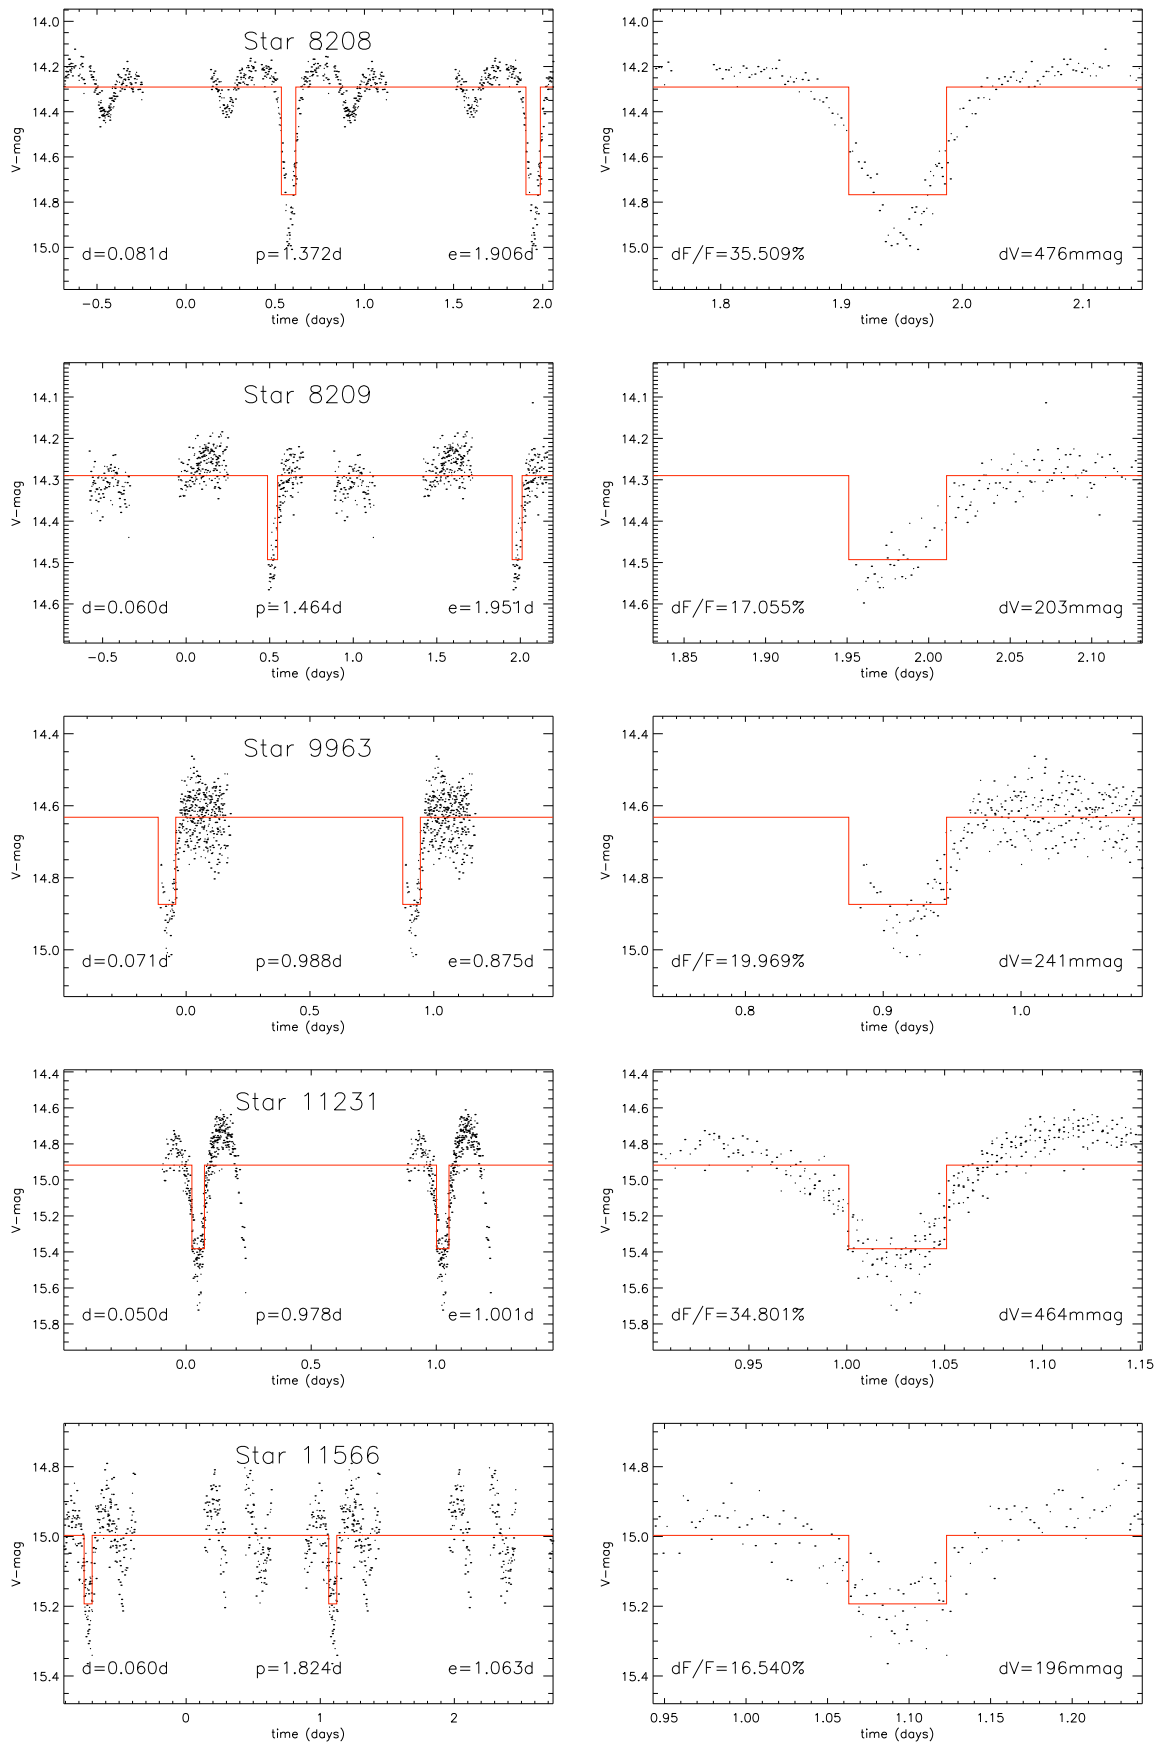 Star 8208
14.0
14.2
14.4
14.6
14.8
15.0
V-mag
d=0.081d p=1.372d e=1.906d
-0.5 0.0 0.5 1.0 1.5 2.0
time (days)
14.0
14.2
14.4
14.6
14.8
15.0
V-mag
dF/F=35.509% dV=476mmag
1.8 1.9 2.0 2.1
time (days)
Star 8209
14.1
14.2
14.3
14.4
14.5
14.6
V-mag
d=0.060d p=1.464d e=1.951d
-0.5 0.0 0.5 1.0 1.5 2.0
time (days)
14.1
14.2
14.3
14.4
14.5
14.6
V-mag
dF/F=17.055% dV=203mmag
1.85 1.90 1.95 2.00 2.05 2.10
time (days)
Star 9963
14.4
14.6
14.8
15.0
V-mag
d=0.071d p=0.988d e=0.875d
0.0 0.5 1.0
time (days)
14.4
14.6
14.8
15.0
V-mag
dF/F=19.969% dV=241mmag
0.8 0.9 1.0
time (days)
Star 11231
14.4
14.6
14.8
15.0
15.2
15.4
15.6
15.8
V-mag
d=0.050d p=0.978d e=1.001d
0.0 0.5 1.0
time (days)
14.4
14.6
14.8
15.0
15.2
15.4
15.6
15.8
V-mag
dF/F=34.801% dV=464mmag
0.95 1.00 1.05 1.10 1.15
time (days)
Star 11566
14.8
15.0
15.2
15.4
V-mag
d=0.060d p=1.824d e=1.063d
0 1 2
time (days)
14.8
15.0
15.2
15.4
V-mag
dF/F=16.540% dV=196mmag
0.95 1.00 1.05 1.10 1.15 1.20
time (days)